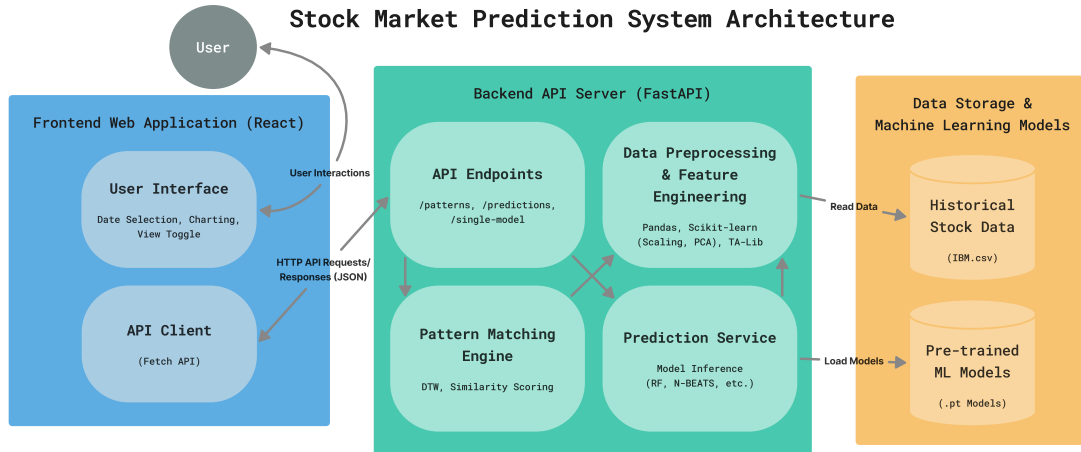 Stock Market Prediction System Architecture
User
Frontend Web Application (React)
User Interface
Date Selection, Charting,
View Toggle
API Client
(Fetch API)
User Interactions
HTTP API Requests/
Responses (JSON)
Backend API Server (FastAPI)
API Endpoints
/patterns, /predictions,
/single-model
Data Preprocessing
& Feature
Engineering
Pandas, Scikit-learn
(Scaling, PCA), TA-Lib
Pattern Matching
Engine
DTW, Similarity Scoring
Prediction Service
Model Inference
(RF, N-BEATS, etc.)
Read Data
Load Models
Data Storage &
Machine Learning Models
Historical
Stock Data
(IBM.csv)
Pre-trained
ML Models
(.pt Models)